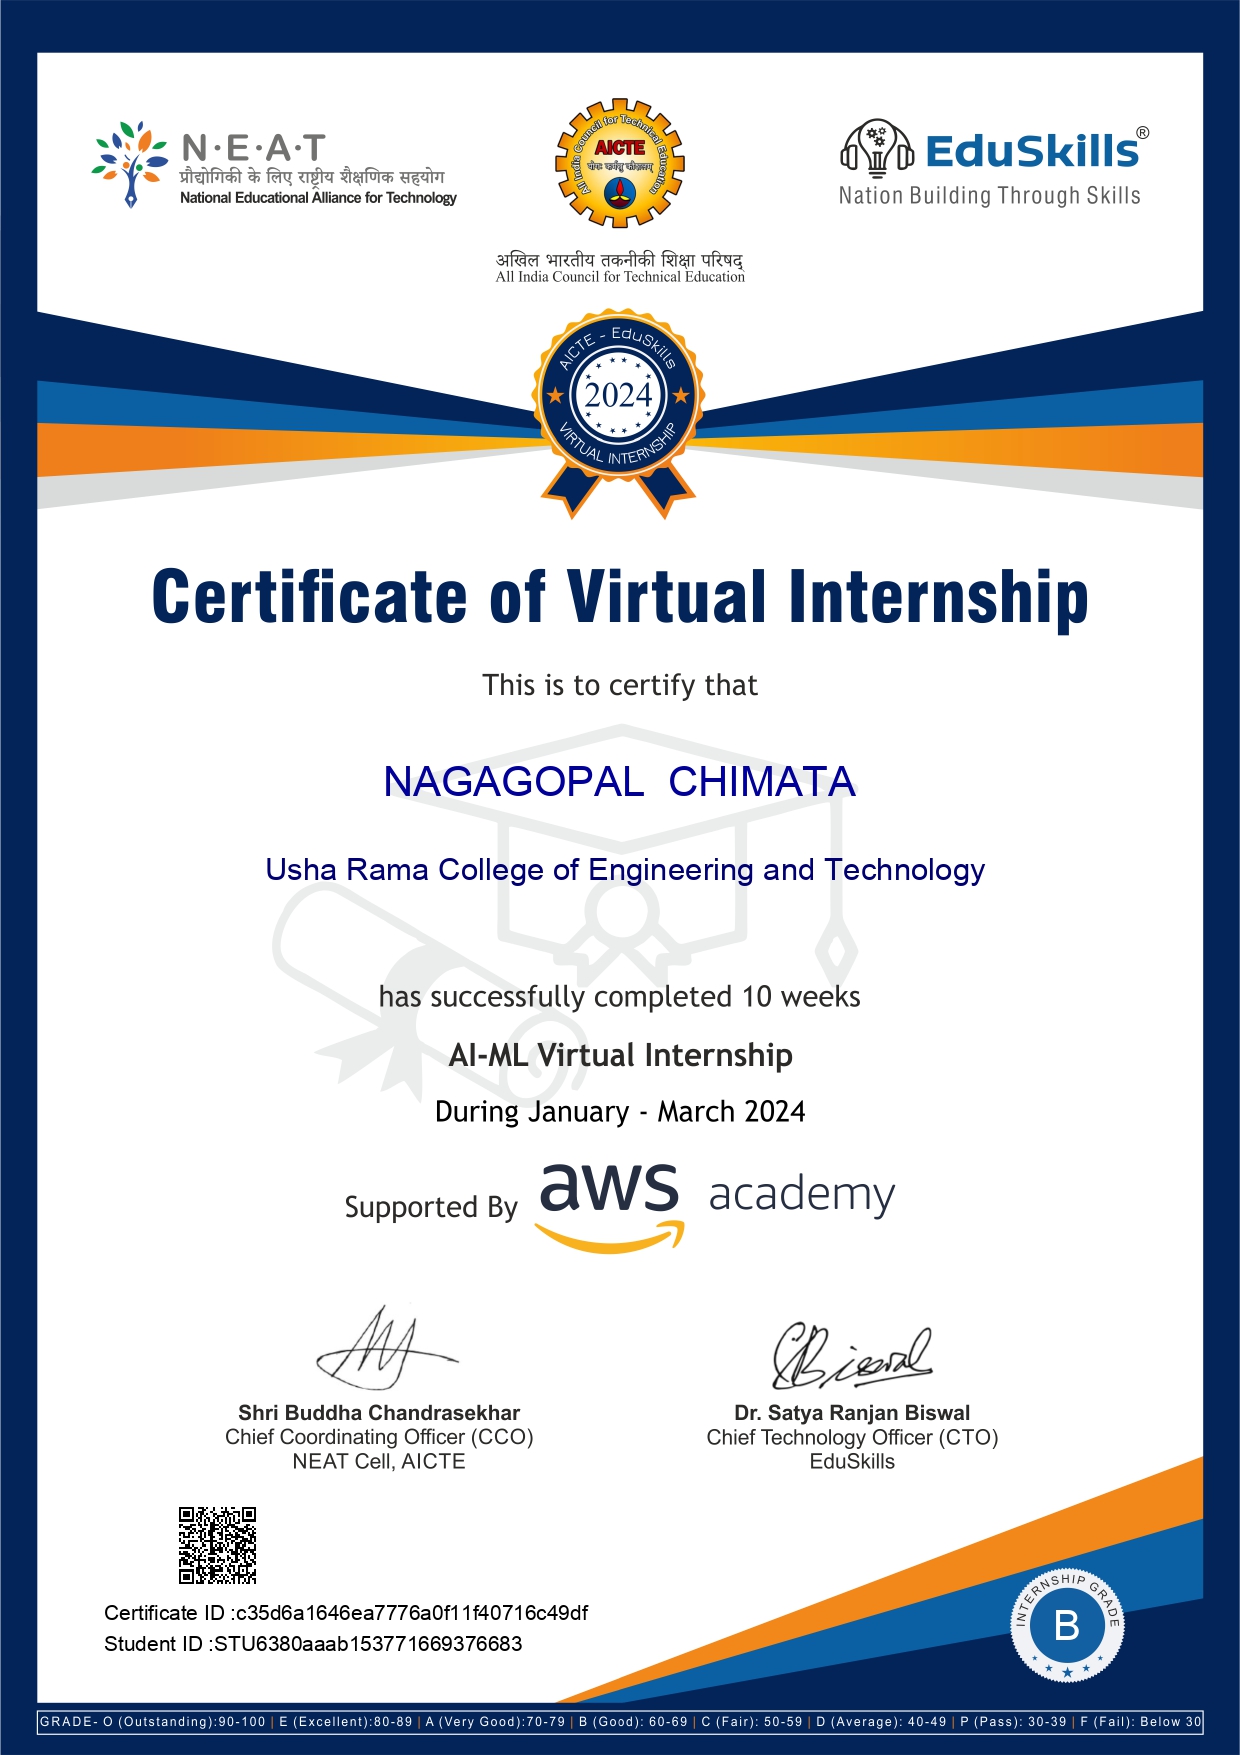 N·E·A·T
प्रौद्योगिकी के लिए राष्ट्रीय शैक्षणिक सहयोग
National Educational Alliance for Technology
All India Council for Technical Education
AICTE
योगः कर्मसु कौशलम्
अखिल भारतीय तकनीकी शिक्षा परिषद्
All India Council for Technical Education
EduSkills®
Nation Building Through Skills
AICTE - EduSkills
2024
VIRTUAL INTERNSHIP
Certificate of Virtual Internship
This is to certify that
NAGAGOPAL CHIMATA
Usha Rama College of Engineering and Technology
has successfully completed 10 weeks
AI-ML Virtual Internship
During January - March 2024
Supported By aws academy
Biswal
Shri Buddha Chandrasekhar
Chief Coordinating Officer (CCO)
NEAT Cell, AICTE
Dr. Satya Ranjan Biswal
Chief Technology Officer (CTO)
EduSkills
Certificate ID :c35d6a1646ea7776a0f11f40716c49df
Student ID :STU6380aaab153771669376683
INTERNSHIP GRADE
B
GRADE- O (Outstanding):90-100 | E (Excellent):80-89 | A (Very Good):70-79 | B (Good): 60-69 | C (Fair): 50-59 | D (Average): 40-49 | P (Pass): 30-39 | F (Fail): Below 30